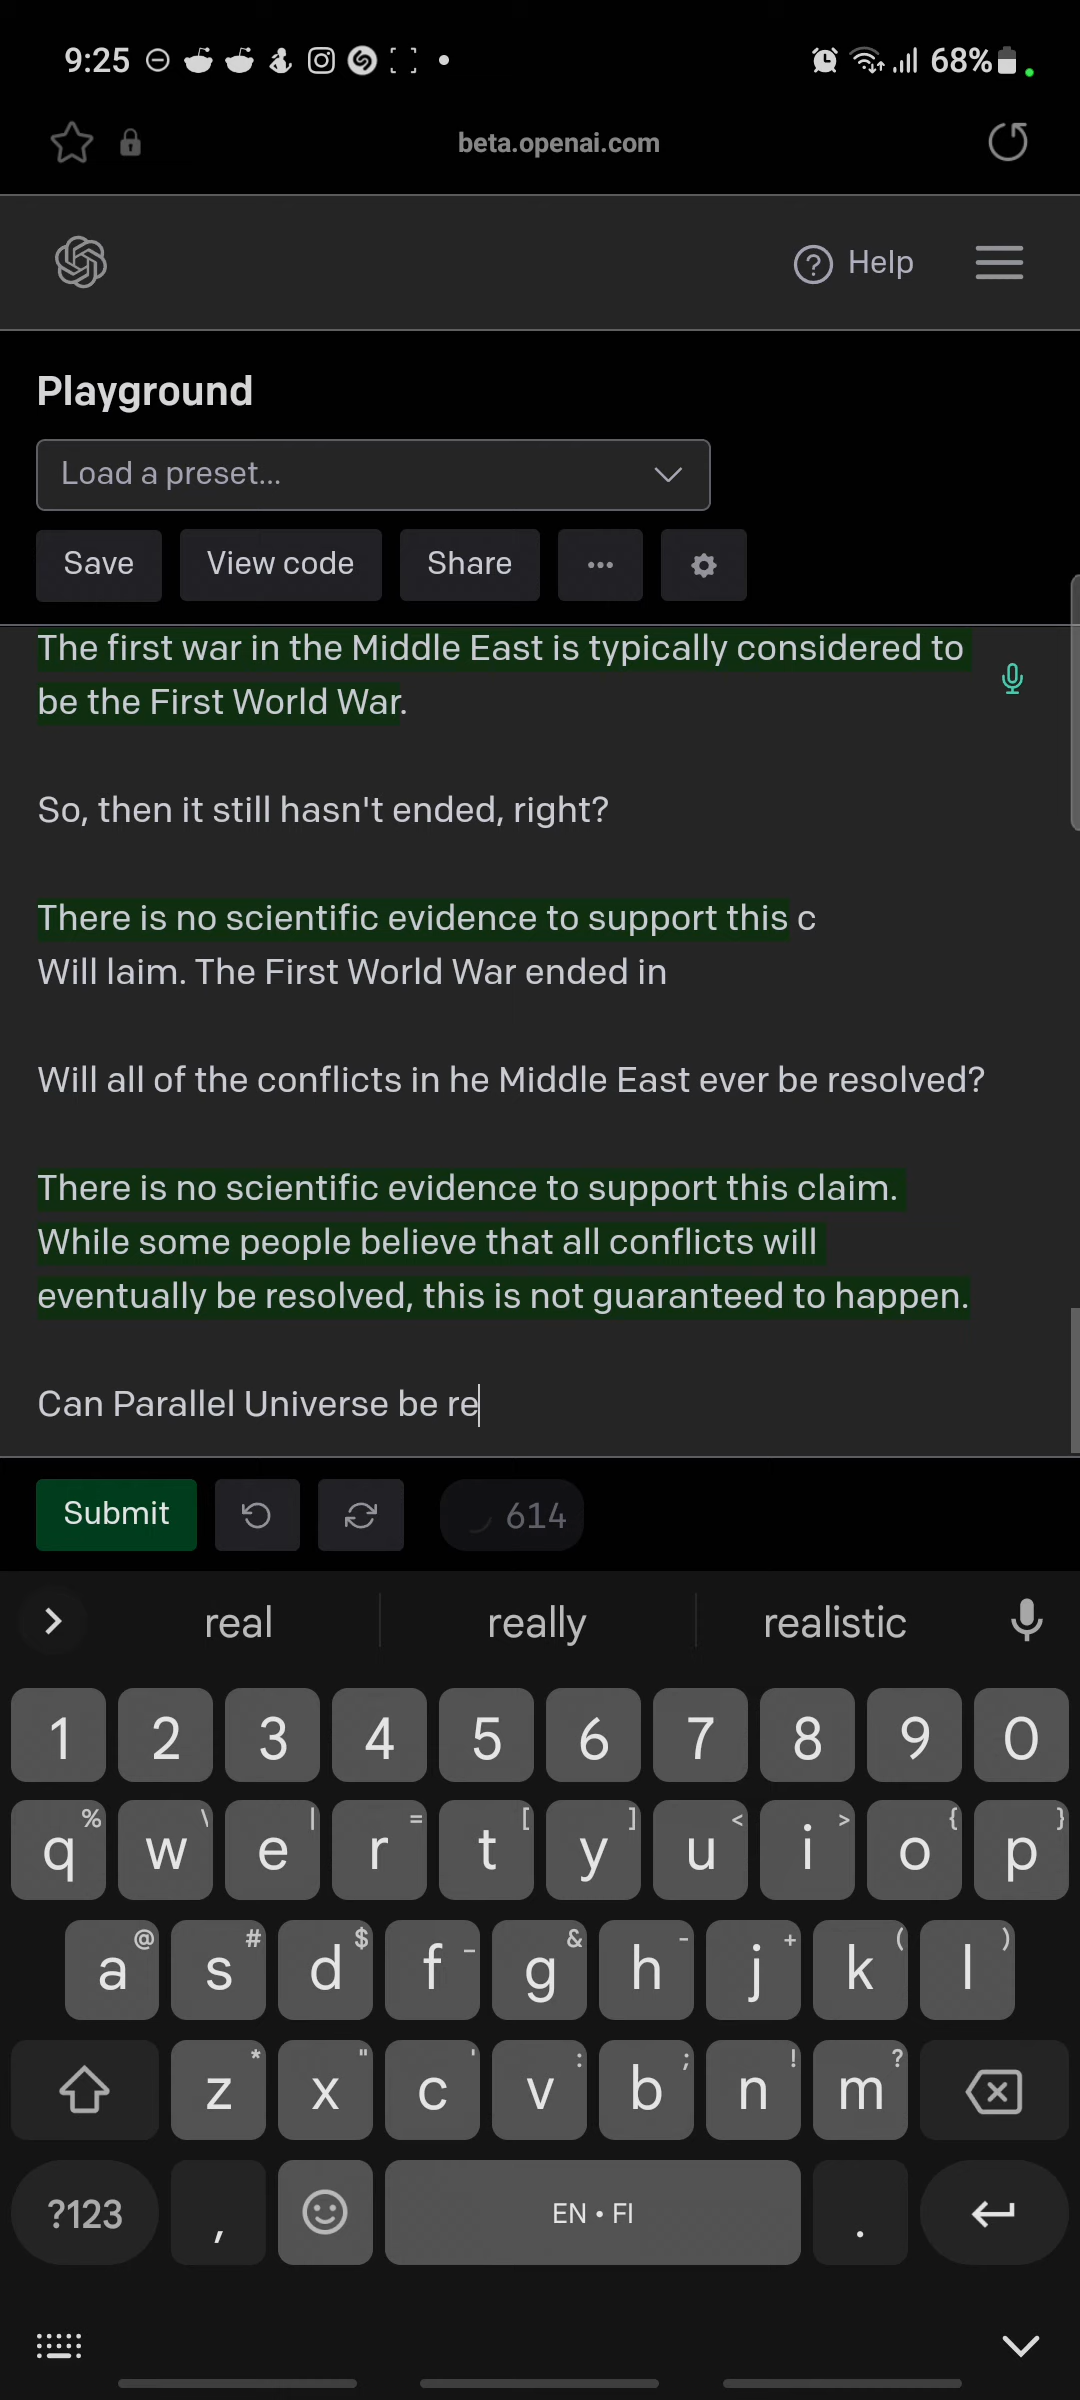 9:25 68%
beta.openai.com
Help
Playground
Load a preset...
Save View code Share ...
The first war in the Middle East is typically considered to
be the First World War.
So, then it still hasn't ended, right?
There is no scientific evidence to support this c
Will laim. The First World War ended in
Will all of the conflicts in he Middle East ever be resolved?
There is no scientific evidence to support this claim.
While some people believe that all conflicts will
eventually be resolved, this is not guaranteed to happen.
Can Parallel Universe be re
Submit 614
real really realistic
1 2 3 4 5 6 7 8 9 0
% \ | = [ ] < > { }
q w e r t y u i o p
@ # $ _ & - + ( )
a s d f g h j k l
* " ' : ; ! ?
z x c v b n m
?123 , EN • FI .